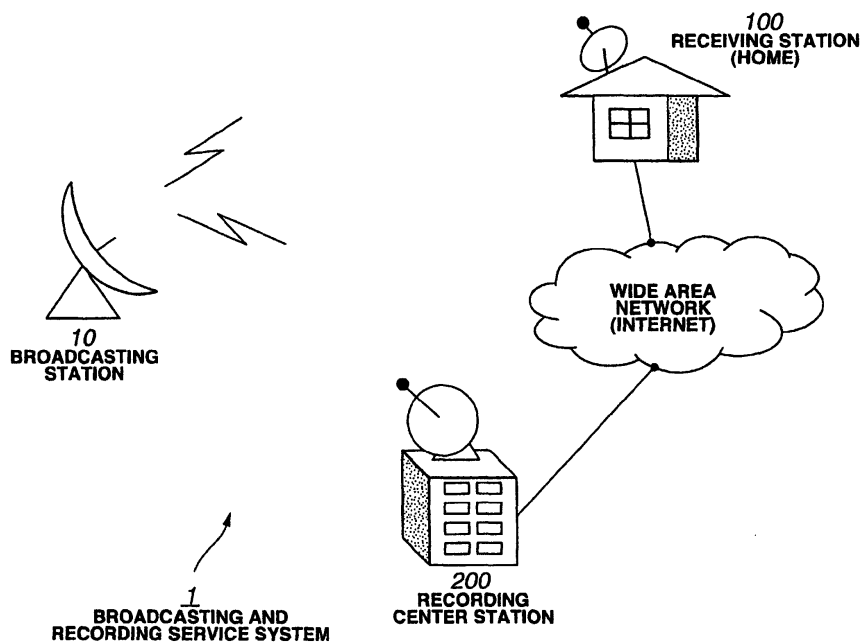 100
RECEIVING STATION
(HOME)
WIDE AREA
NETWORK
(INTERNET)
10
BROADCASTING
STATION
200
RECORDING
CENTER STATION
1
BROADCASTING AND
RECORDING SERVICE SYSTEM